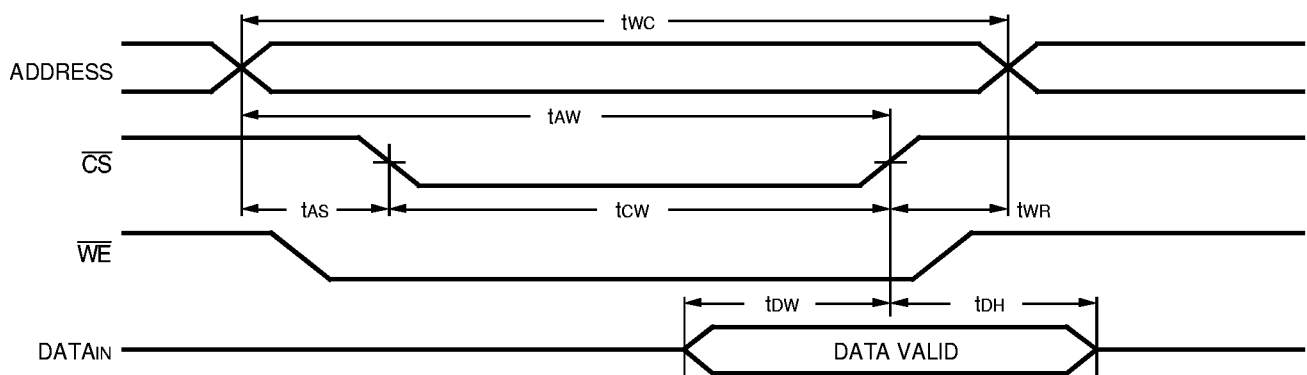 tWC
ADDRESS
tAW
CS
tAS
tCW
tWR
WE
tDW
tDH
DATAIN
DATA VALID